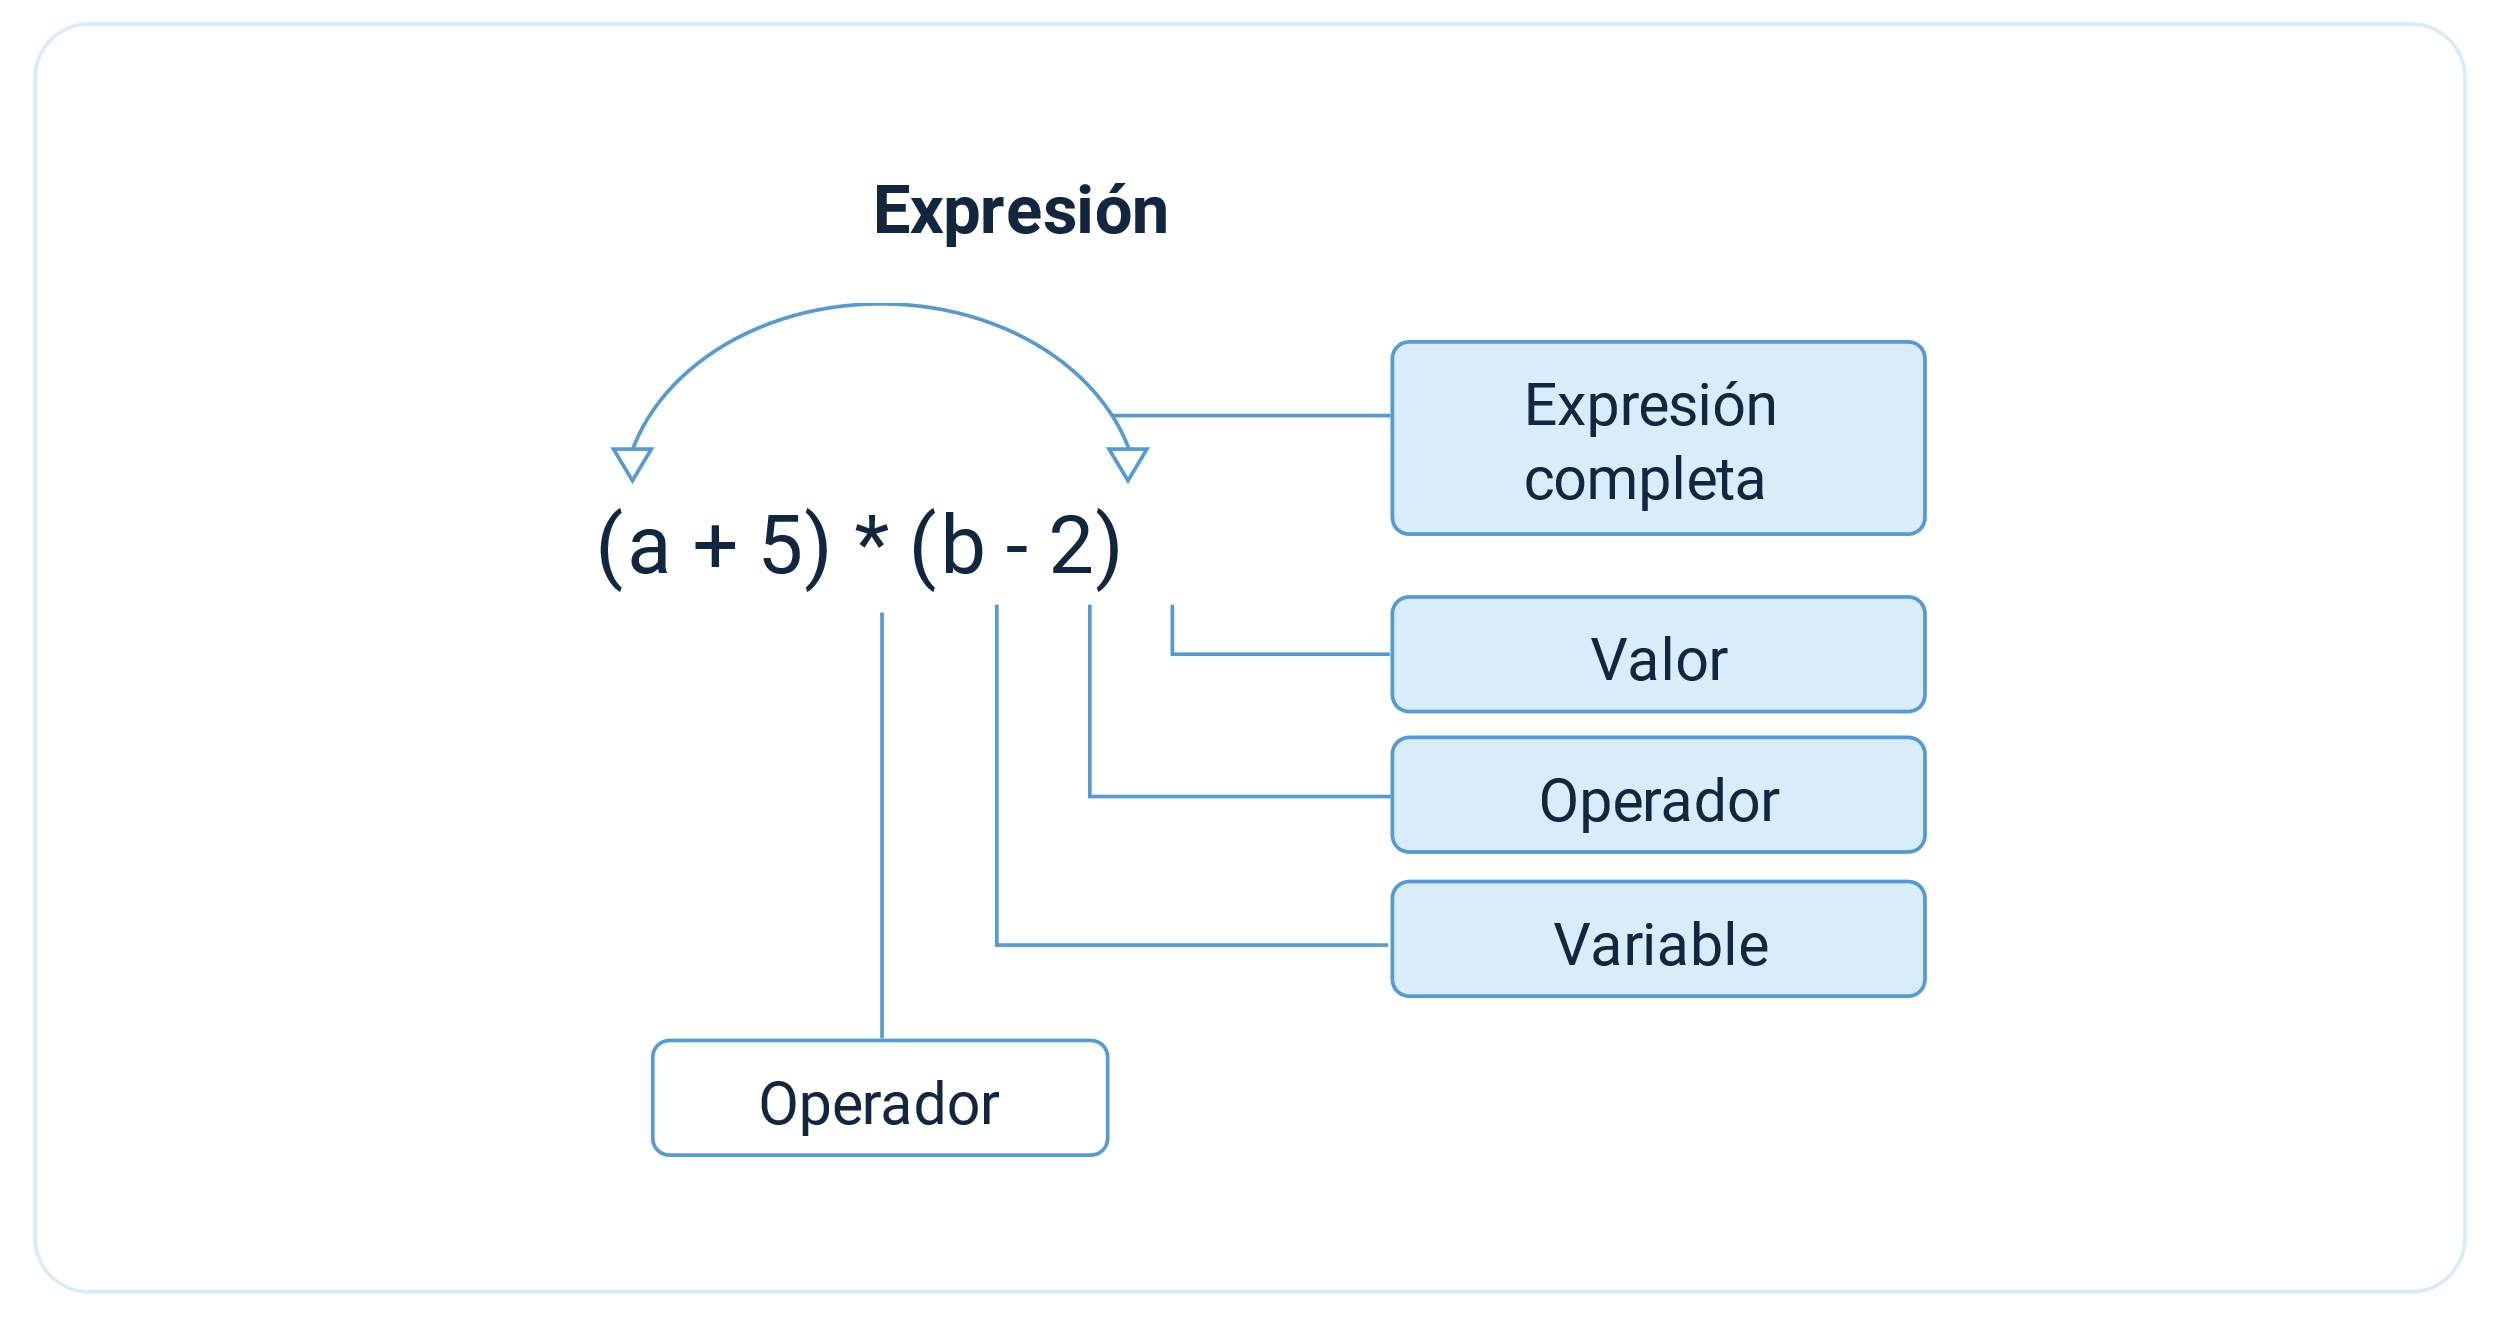 Expresión
Expresión
completa
(a + 5) * (b - 2)
Valor
Operador
Variable
Operador